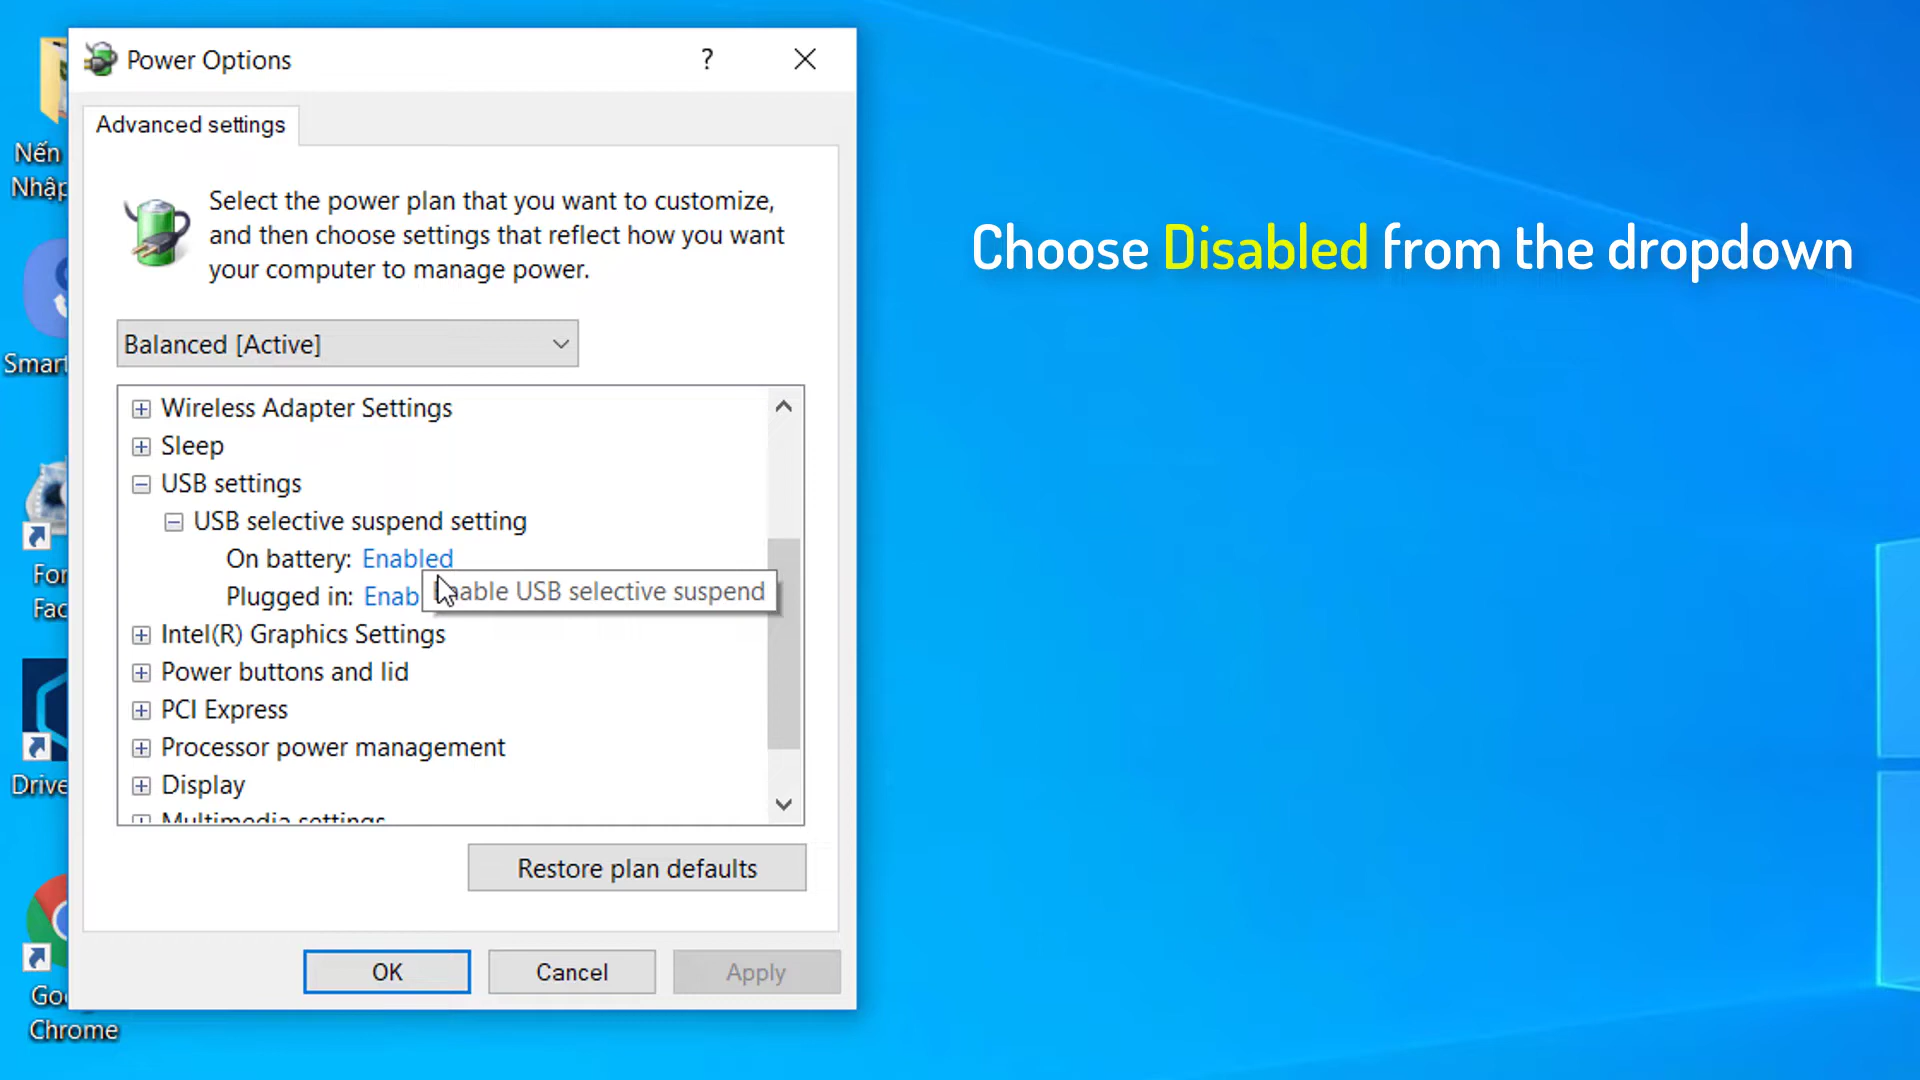 Power Options
?
Advanced settings
Select the power plan that you want to customize,
and then choose settings that reflect how you want
your computer to manage power.
Balanced [Active]
Wireless Adapter Settings
Sleep
USB settings
USB selective suspend setting
On battery: Enabled
Plugged in: Enab
Enable USB selective suspend
Intel(R) Graphics Settings
Power buttons and lid
PCI Express
Processor power management
Display
Multimedia settings
Restore plan defaults
OK
Cancel
Apply
Choose Disabled from the dropdown
Nến
Nhập
Smart
For
Fac
Drive
Goo
Chrome